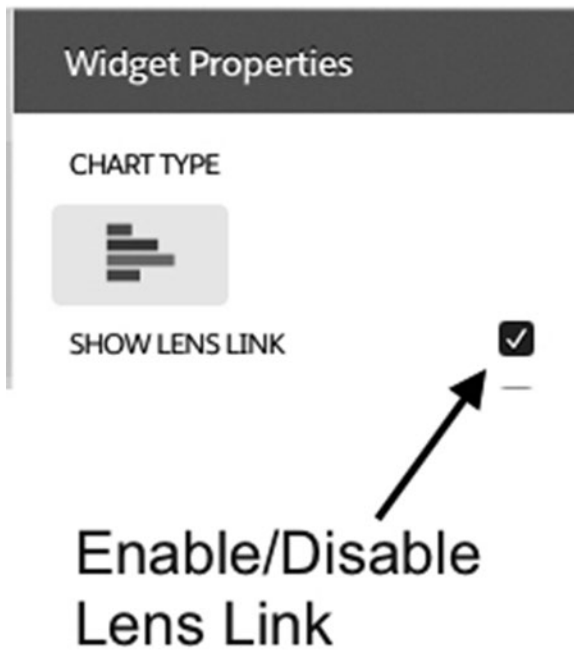 Widget Properties
CHART TYPE
SHOW LENS LINK
Enable/Disable
Lens Link